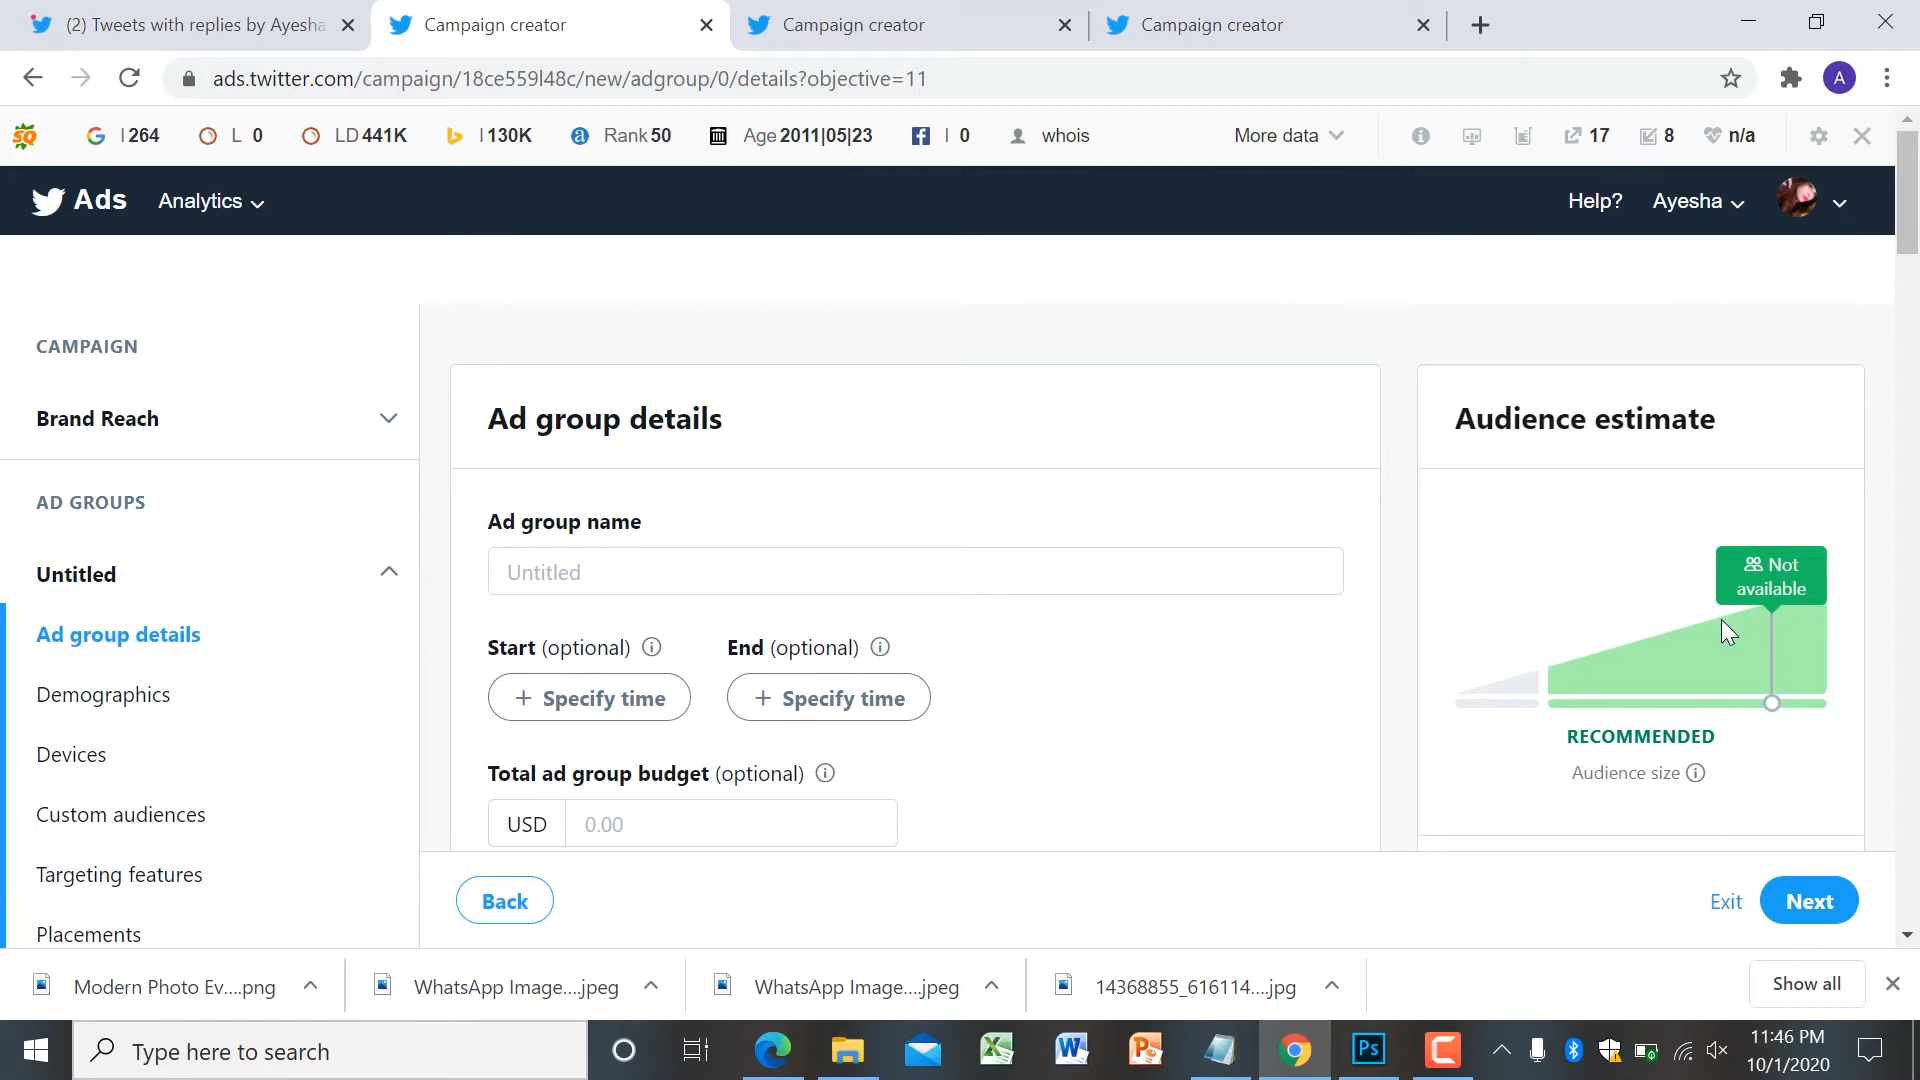 (2) Tweets with replies by Ayesha
Campaign creator
Campaign creator
Campaign creator
ads.twitter.com/campaign/18ce559l48c/new/adgroup/0/details?objective=11
A
SQ
I 264
L 0
LD 441K
I 130K
Rank 50
Age 2011|05|23
I 0
whois
More data
17
8
n/a
Ads
Analytics
Help?
Ayesha
CAMPAIGN
Brand Reach
AD GROUPS
Untitled
Ad group details
Demographics
Devices
Custom audiences
Targeting features
Placements
Ad group details
Ad group name
Untitled
Start (optional)
End (optional)
+ Specify time
+ Specify time
Total ad group budget (optional)
USD
0.00
Audience estimate
Not
available
RECOMMENDED
Audience size
Back
Exit
Next
Modern Photo Ev....png
WhatsApp Image....jpeg
WhatsApp Image....jpeg
14368855_616114....jpg
Show all
Type here to search
Ps
11:46 PM
10/1/2020